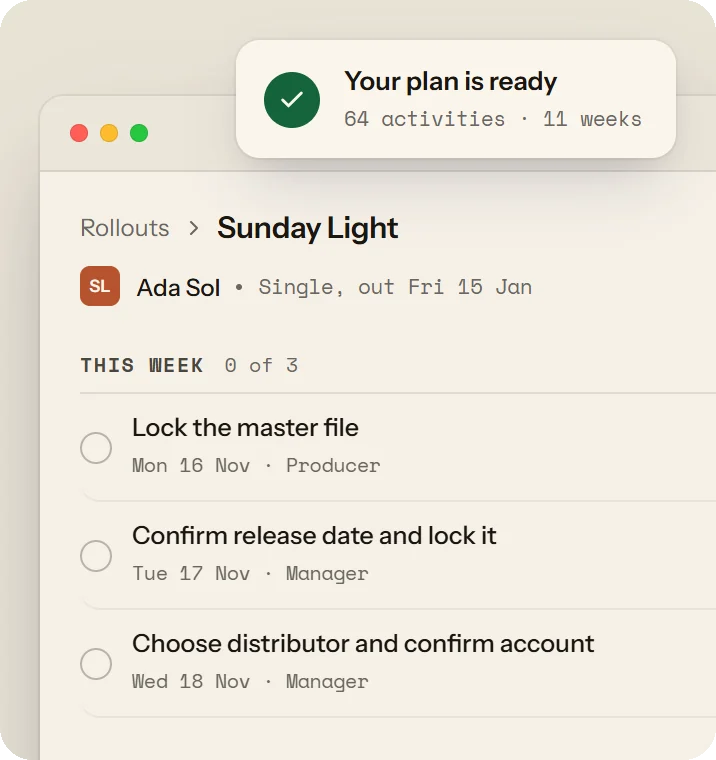 Your plan is ready
64 activities · 11 weeks
Rollouts > Sunday Light
SL Ada Sol • Single, out Fri 15 Jan
THIS WEEK 0 of 3
Lock the master file
Mon 16 Nov · Producer
Confirm release date and lock it
Tue 17 Nov · Manager
Choose distributor and confirm account
Wed 18 Nov · Manager